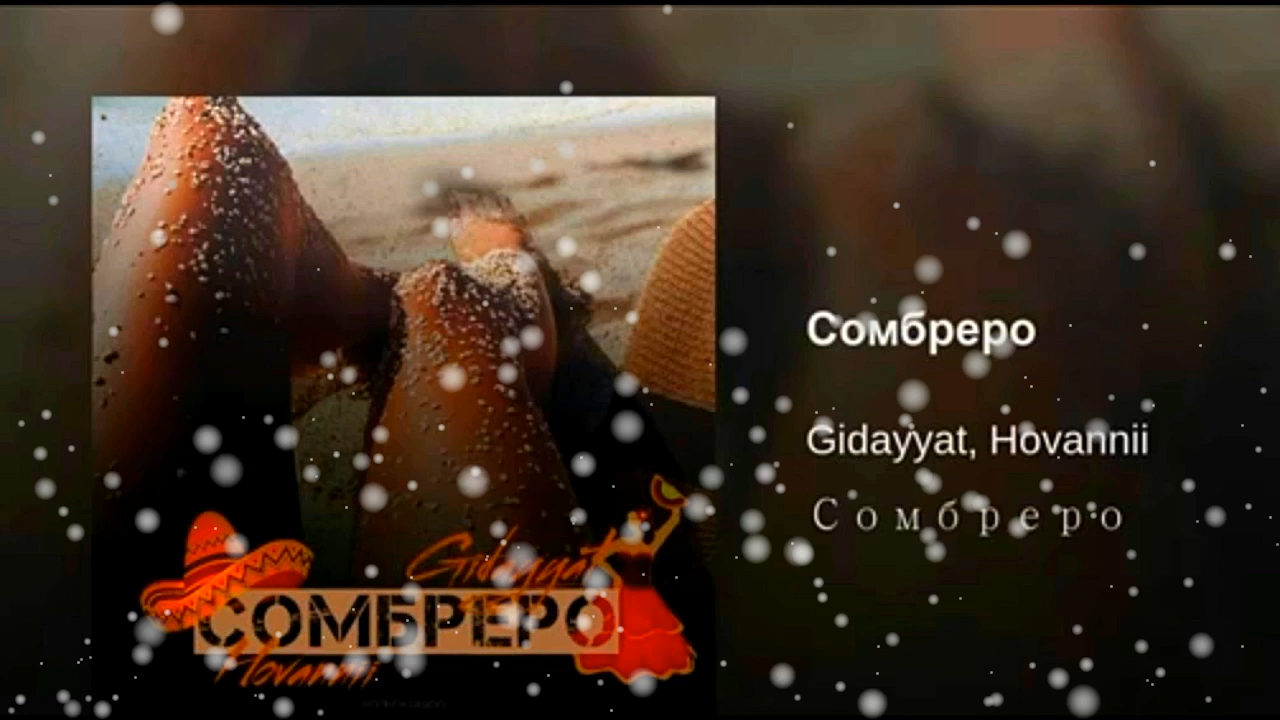 Сомбреро
Gidayyat, Hovannii
Сомбреро
Gidayyat
СОМБРЕРО
Hovannii